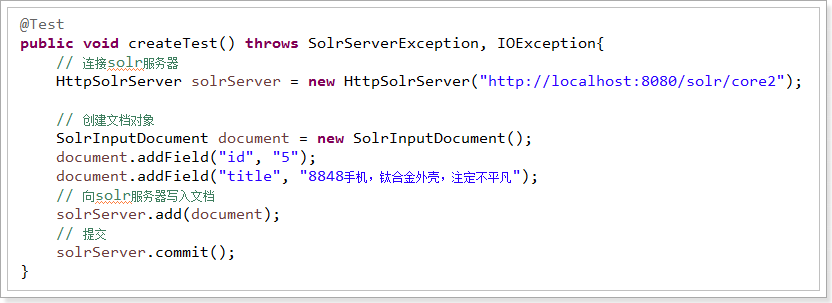 @Test
public void createTest() throws SolrServerException, IOException{
// 连接solr服务器
HttpSolrServer solrServer = new HttpSolrServer("http://localhost:8080/solr/core2");
// 创建文档对象
SolrInputDocument document = new SolrInputDocument();
document.addField("id", "5");
document.addField("title", "8848手机，钛合金外壳，注定不平凡");
// 向solr服务器写入文档
solrServer.add(document);
// 提交
solrServer.commit();
}